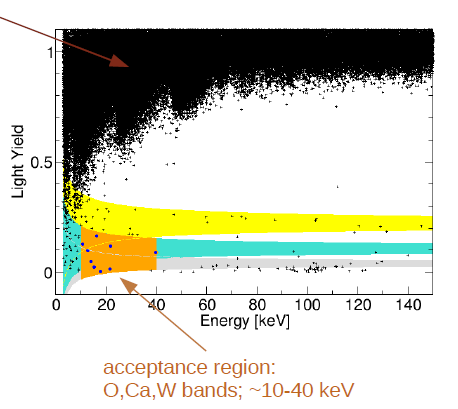 1
0.5
0
Light Yield
0 20 40 60 80 100 120 140
Energy [keV]
acceptance region:
O,Ca,W bands; ~10-40 keV